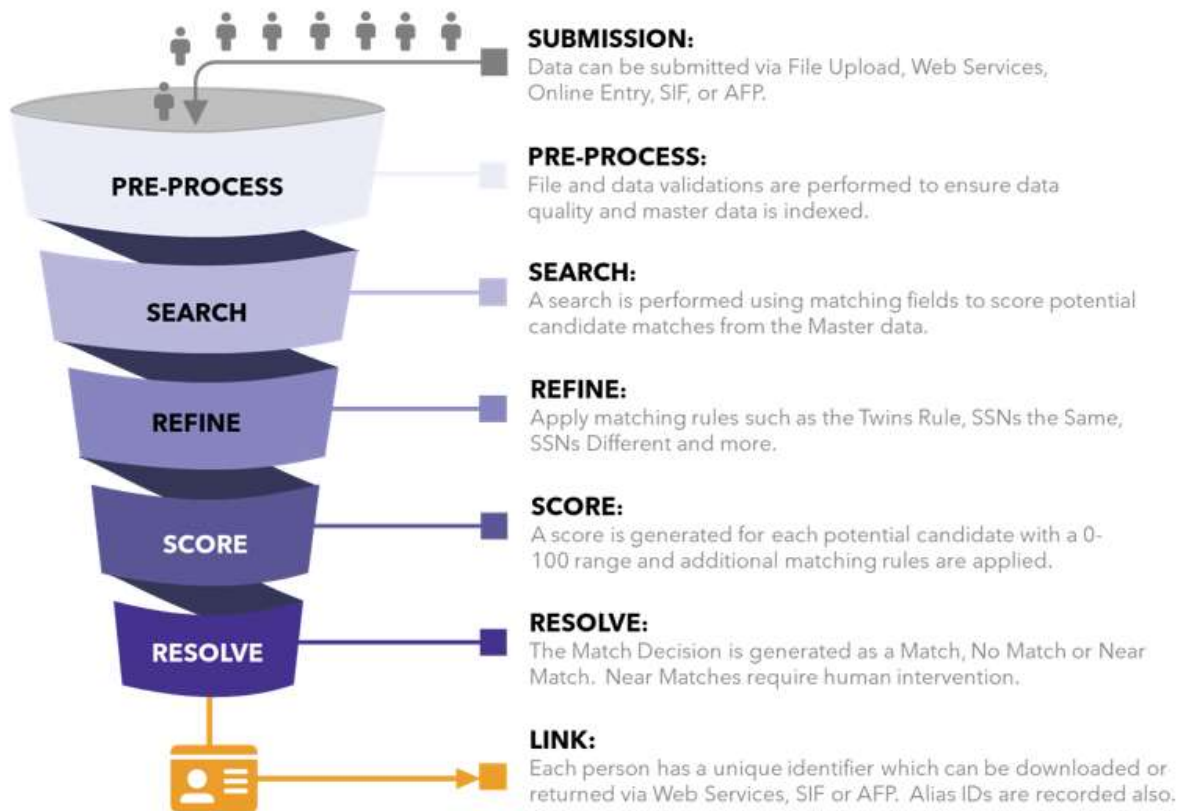 SUBMISSION:
Data can be submitted via File Upload, Web Services,
Online Entry, SIF, or AFP.
PRE-PROCESS
PRE-PROCESS:
File and data validations are performed to ensure data
quality and master data is indexed.
SEARCH
SEARCH:
A search is performed using matching fields to score potential
candidate matches from the Master data.
REFINE
REFINE:
Apply matching rules such as the Twins Rule, SSNs the Same,
SSNs Different and more.
SCORE
SCORE:
A score is generated for each potential candidate with a 0-
100 range and additional matching rules are applied.
RESOLVE
RESOLVE:
The Match Decision is generated as a Match, No Match or Near
Match. Near Matches require human intervention.
LINK:
Each person has a unique identifier which can be downloaded or
returned via Web Services, SIF or AFP. Alias IDs are recorded also.